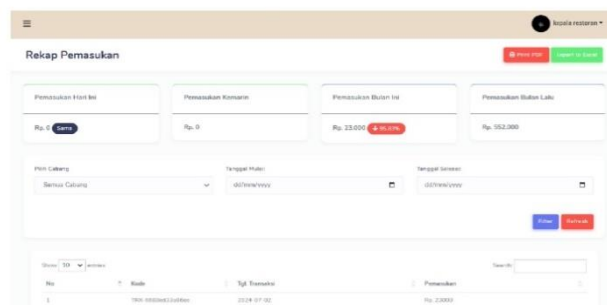 kepala restoran
Rekap Pemasukan
Print PDF
Export to Excel
Pemasukan Hari Ini
Pemasukan Kemarin
Pemasukan Bulan Ini
Pemasukan Bulan Lalu
Rp. 0 Sama
Rp. 0
Rp. 23,000
Rp. 552,000
Pilih Cabang
Tanggal Mulai:
Tanggal Selesai:
Semua Cabang
dd/mm/yyyy
dd/mm/yyyy
Filter
Refresh
Show 10 entries
Search:
No
Kode
Tgl. Transaksi
Pemasukan
1
2024-07-02
Rp. 23000